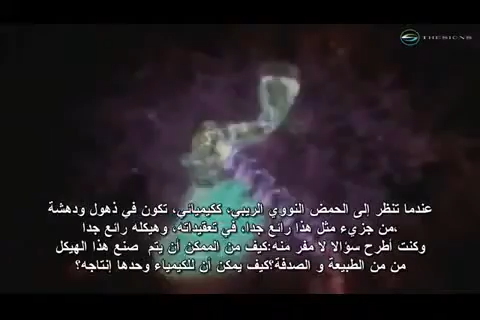 THESIGNS
عندما تنظر إلى الحمض النووي الريبي، ككيميائي، تكون في ذهول ودهشة
من جزيء مثل هذا رائع جدا، في تعقيداته، وهيكله رائع جدا.
وكنت أطرح سؤالا لا مفر منه:كيف من الممكن أن يتم صنع هذا الهيكل
من من الطبيعة و الصدفة؟كيف يمكن أن للكيمياء وحدها إنتاجه؟